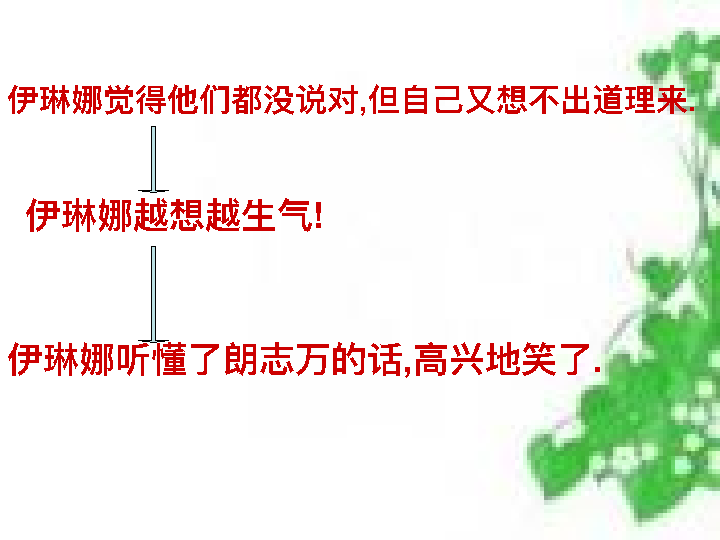 伊琳娜觉得他们都没说对,但自己又想不出道理来.
伊琳娜越想越生气!
伊琳娜听懂了朗志万的话,高兴地笑了.